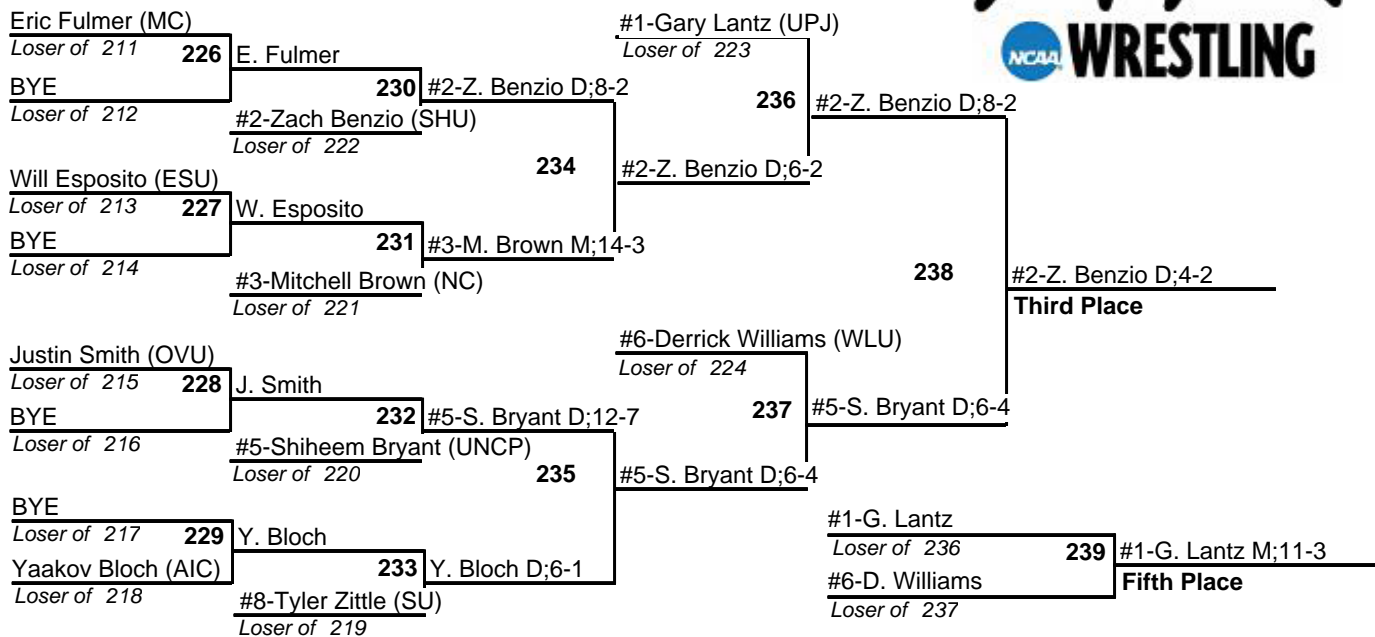 Eric Fulmer (MC)
Loser of 211
226
E. Fulmer
BYE
Loser of 212
230
#2-Z. Benzio D;8-2
#2-Zach Benzio (SHU)
Loser of 222
Will Esposito (ESU)
Loser of 213
227
W. Esposito
BYE
Loser of 214
231
#3-M. Brown M;14-3
#3-Mitchell Brown (NC)
Loser of 221
234
#2-Z. Benzio D;6-2
#1-Gary Lantz (UPJ)
Loser of 223
236
#2-Z. Benzio D;8-2
NCAA WRESTLING
Justin Smith (OVU)
Loser of 215
228
J. Smith
BYE
Loser of 216
232
#5-S. Bryant D;12-7
#5-Shiheem Bryant (UNCP)
Loser of 220
BYE
Loser of 217
229
Y. Bloch
Yaakov Bloch (AIC)
Loser of 218
233
Y. Bloch D;6-1
#8-Tyler Zittle (SU)
Loser of 219
235
#5-S. Bryant D;6-4
#6-Derrick Williams (WLU)
Loser of 224
237
#5-S. Bryant D;6-4
238
#2-Z. Benzio D;4-2
Third Place
#1-G. Lantz
Loser of 236
239
#1-G. Lantz M;11-3
#6-D. Williams
Fifth Place
Loser of 237